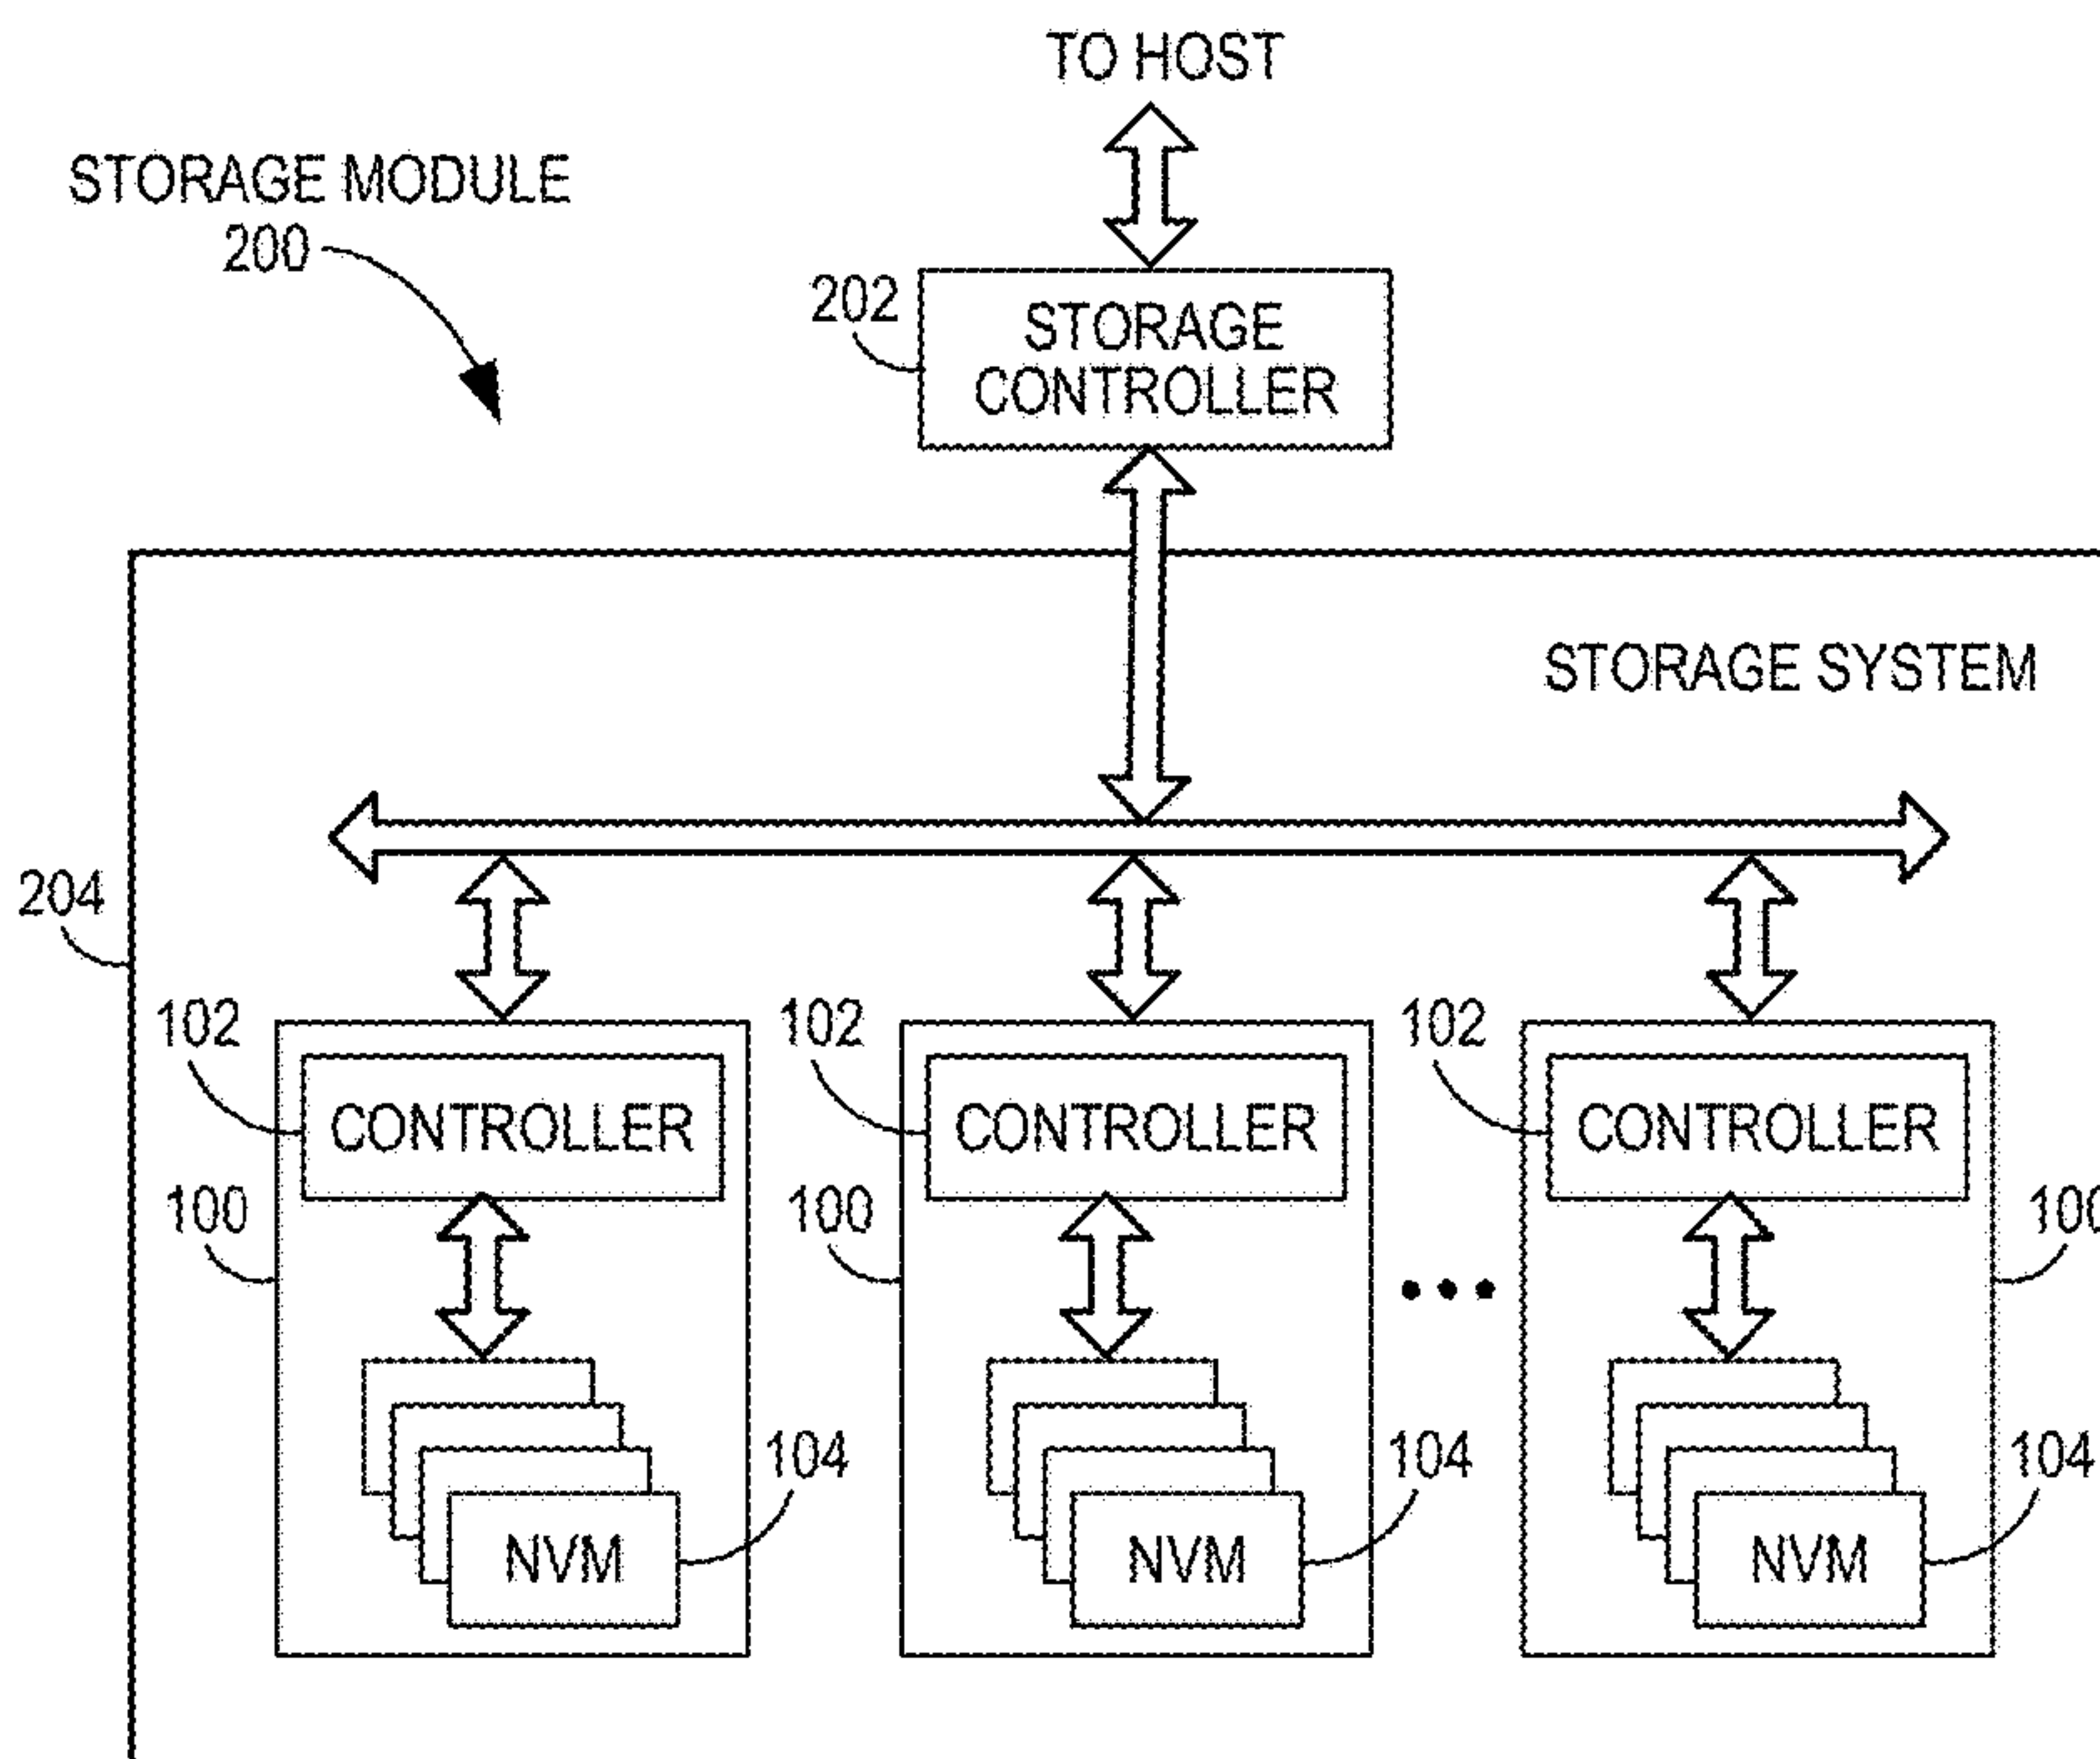 TO HOST
STORAGE MODULE
200
202
STORAGE
CONTROLLER
STORAGE SYSTEM
204
102
102
102
CONTROLLER
CONTROLLER
CONTROLLER
100
100
100
104
104
104
NVM
NVM
NVM